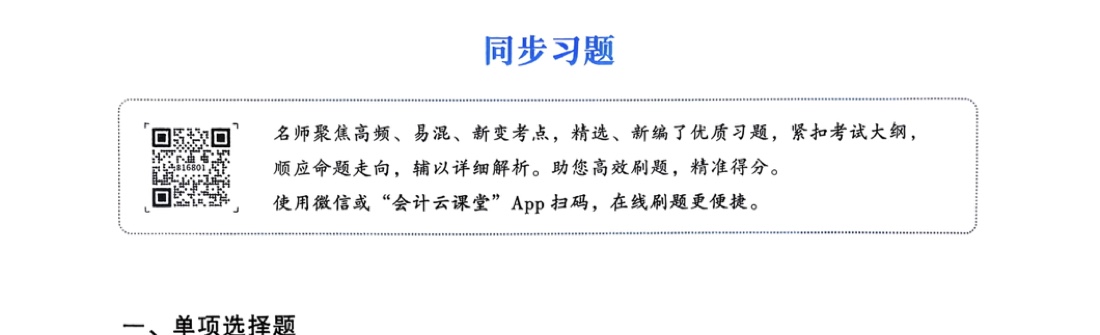 同步习题
816801
名师聚焦高频、易混、新变考点，精选、新编了优质习题，紧扣考试大纲，
顺应命题走向，辅以详细解析。助您高效刷题，精准得分。
使用微信或“会计云课堂”App 扫码，在线刷题更便捷。
一、单项选择题